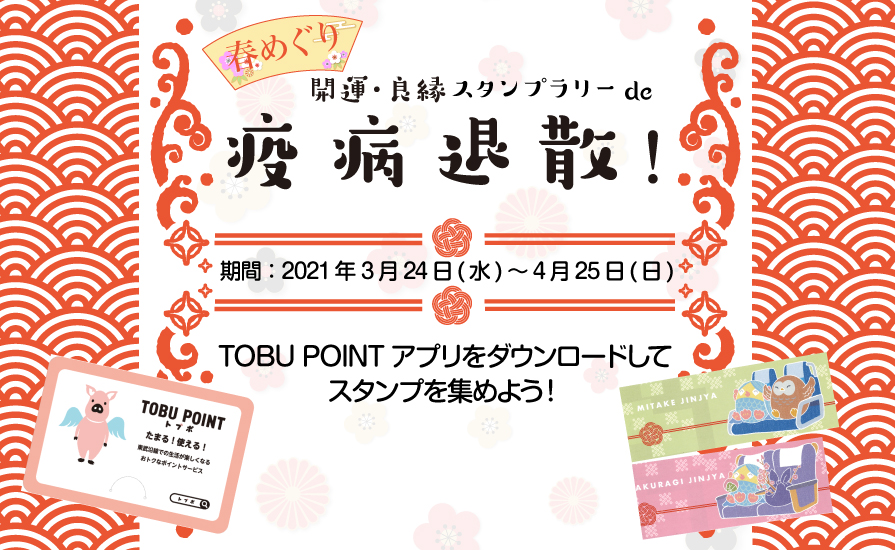 春めぐり
開運・良縁スタンプラリー de
疫病退散！
期間：2021年3月24日(水)～4月25日(日)
TOBU POINT アプリをダウンロードして
スタンプを集めよう！
TOBU POINT
トブポ
たまる！使える！
東武沿線での生活が楽しくなる
おトクなポイントサービス
トブポ
MITAKE JINJYA
AKURAGI JINJYA